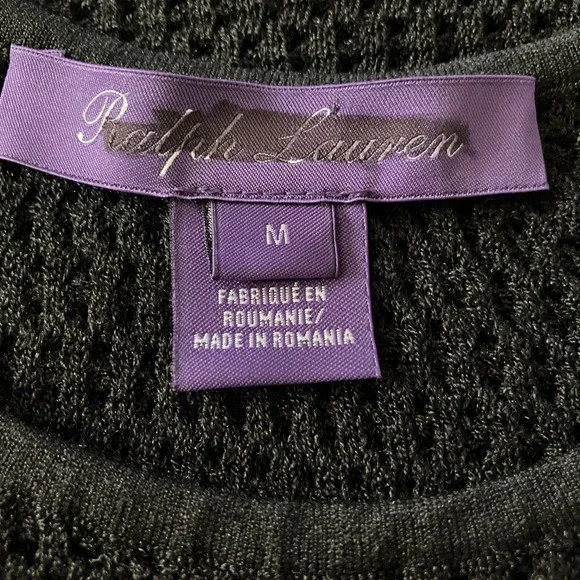 Ralph Lauren
M
FABRIQUÉ EN
ROUMANIE/
MADE IN ROMANIA